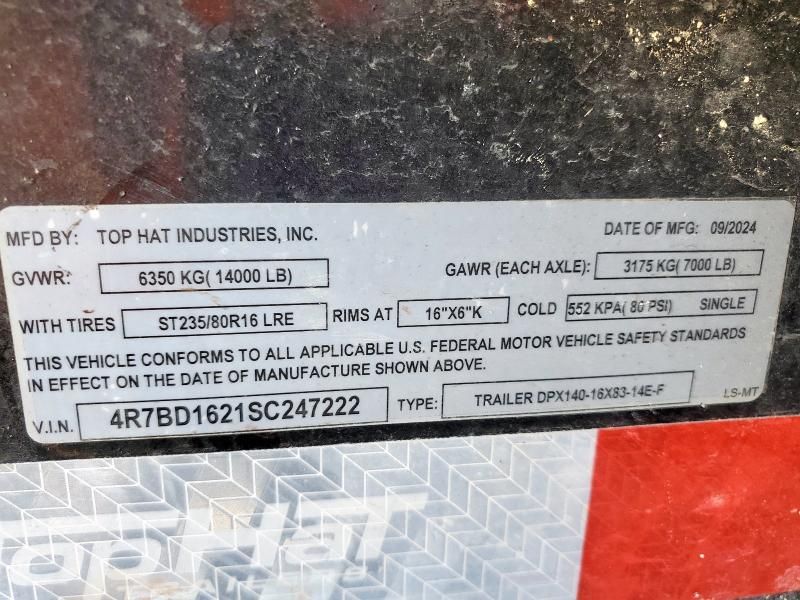 MFD BY: TOP HAT INDUSTRIES, INC. DATE OF MFG: 09/2024
GVWR: 6350 KG( 14000 LB) GAWR (EACH AXLE): 3175 KG( 7000 LB)
WITH TIRES ST235/80R16 LRE RIMS AT 16"X6"K COLD 552 KPA( 80 PSI) SINGLE
THIS VEHICLE CONFORMS TO ALL APPLICABLE U.S. FEDERAL MOTOR VEHICLE SAFETY STANDARDS
IN EFFECT ON THE DATE OF MANUFACTURE SHOWN ABOVE.
V.I.N. 4R7BD1621SC247222 TYPE: TRAILER DPX140-16X83-14E-F LS-MT
TopHat